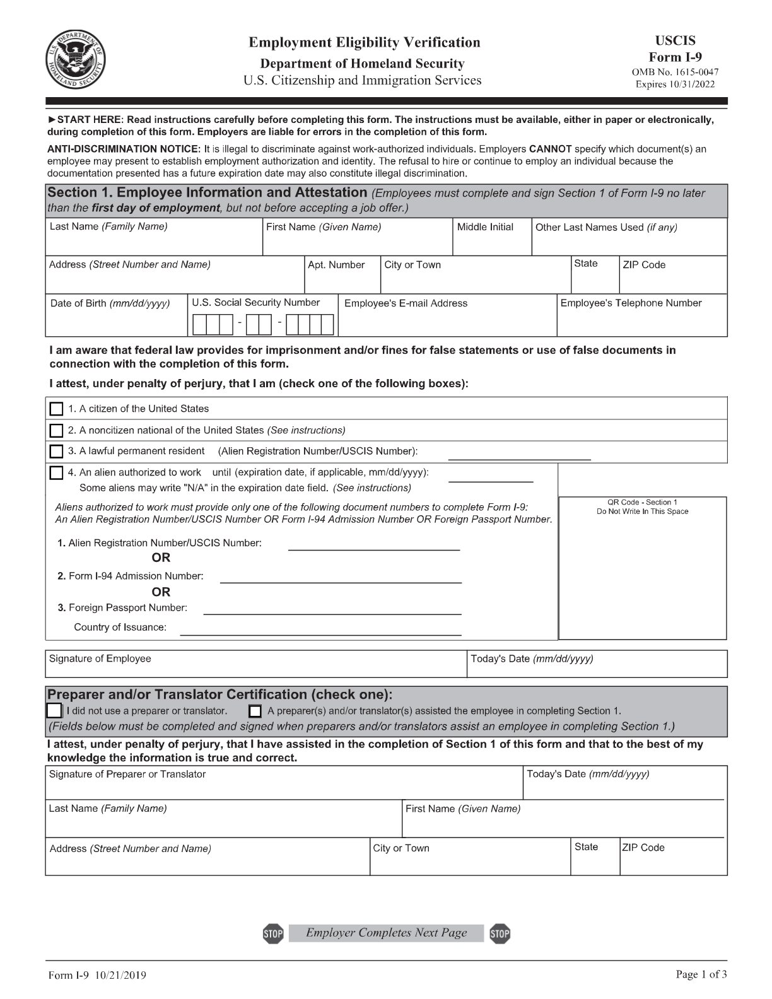 U.S. DEPARTMENT OF HOMELAND SECURITY
Employment Eligibility Verification
Department of Homeland Security
U.S. Citizenship and Immigration Services
USCIS
Form I-9
OMB No. 1615-0047
Expires 10/31/2022
►START HERE: Read instructions carefully before completing this form. The instructions must be available, either in paper or electronically,
during completion of this form. Employers are liable for errors in the completion of this form.
ANTI-DISCRIMINATION NOTICE: It is illegal to discriminate against work-authorized individuals. Employers CANNOT specify which document(s) an
employee may present to establish employment authorization and identity. The refusal to hire or continue to employ an individual because the
documentation presented has a future expiration date may also constitute illegal discrimination.
Section 1. Employee Information and Attestation (Employees must complete and sign Section 1 of Form I-9 no later
than the first day of employment, but not before accepting a job offer.)
Last Name (Family Name) First Name (Given Name) Middle Initial Other Last Names Used (if any)
Address (Street Number and Name) Apt. Number City or Town State ZIP Code
Date of Birth (mm/dd/yyyy) U.S. Social Security Number Employee's E-mail Address Employee's Telephone Number
- -
I am aware that federal law provides for imprisonment and/or fines for false statements or use of false documents in
connection with the completion of this form.
I attest, under penalty of perjury, that I am (check one of the following boxes):
1. A citizen of the United States
2. A noncitizen national of the United States (See instructions)
3. A lawful permanent resident (Alien Registration Number/USCIS Number):
4. An alien authorized to work until (expiration date, if applicable, mm/dd/yyyy):
Some aliens may write "N/A" in the expiration date field. (See instructions)
Aliens authorized to work must provide only one of the following document numbers to complete Form I-9:
An Alien Registration Number/USCIS Number OR Form I-94 Admission Number OR Foreign Passport Number.
1. Alien Registration Number/USCIS Number:
OR
2. Form I-94 Admission Number:
OR
3. Foreign Passport Number:
Country of Issuance:
QR Code - Section 1
Do Not Write In This Space
Signature of Employee Today's Date (mm/dd/yyyy)
Preparer and/or Translator Certification (check one):
I did not use a preparer or translator. A preparer(s) and/or translator(s) assisted the employee in completing Section 1.
(Fields below must be completed and signed when preparers and/or translators assist an employee in completing Section 1.)
I attest, under penalty of perjury, that I have assisted in the completion of Section 1 of this form and that to the best of my
knowledge the information is true and correct.
Signature of Preparer or Translator Today's Date (mm/dd/yyyy)
Last Name (Family Name) First Name (Given Name)
Address (Street Number and Name) City or Town State ZIP Code
STOP Employer Completes Next Page STOP
Form I-9 10/21/2019 Page 1 of 3